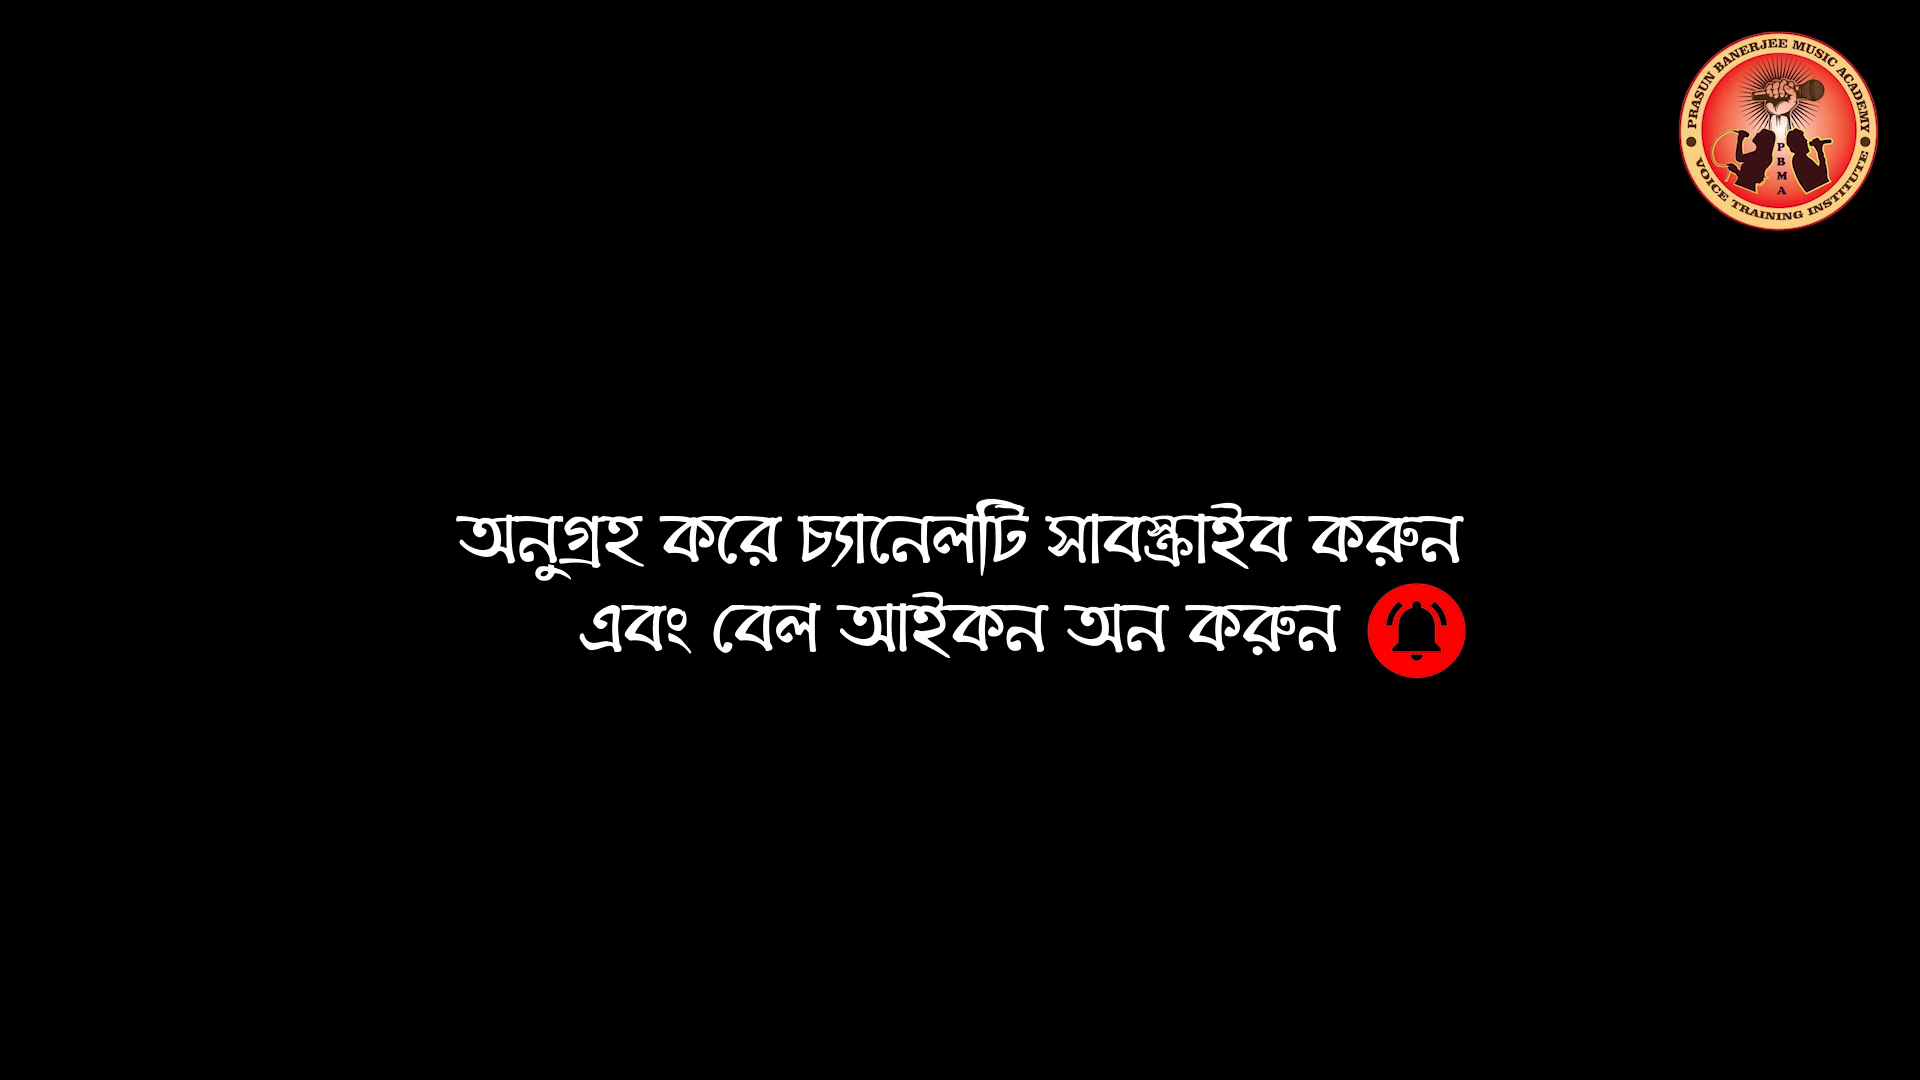 PRASUN BANERJEE MUSIC ACADEMY
P
B
M
A
VOICE TRAINING INSTITUTE
অনুগ্রহ করে চ্যানেলটি সাবস্ক্রাইব করুন
এবং বেল আইকন অন করুন